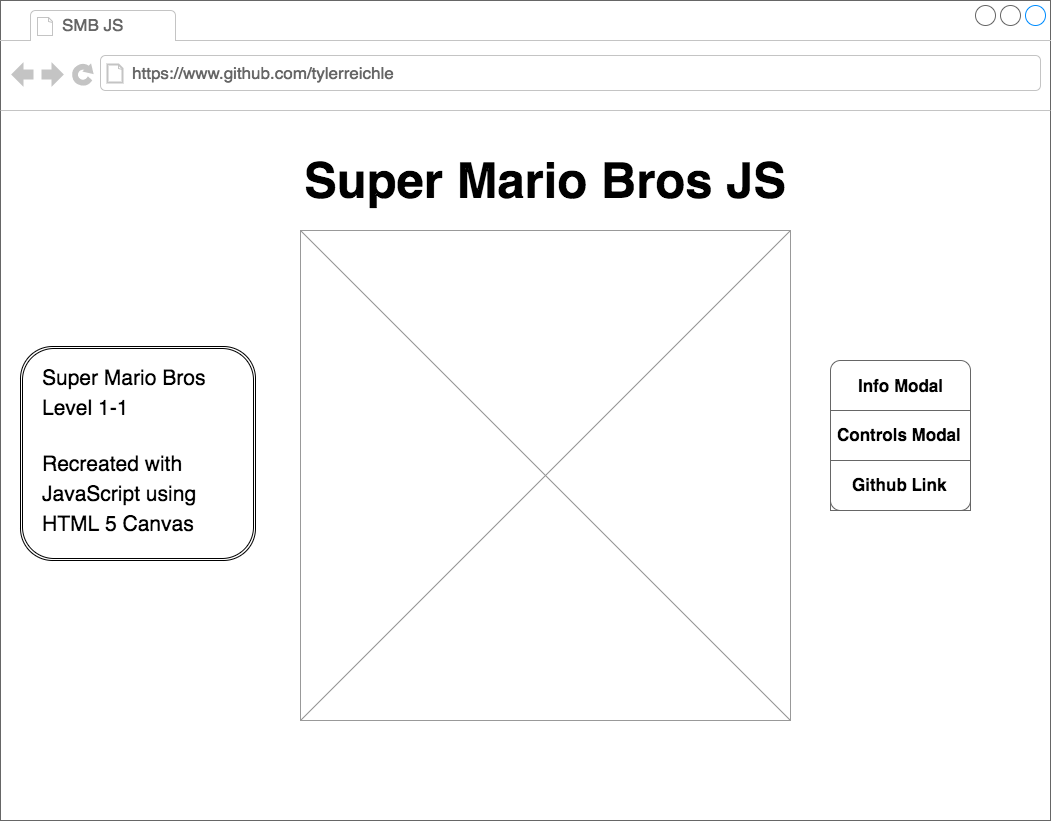 SMB JS
https://www.github.com/tylerreichle
Super Mario Bros JS
Super Mario Bros
Level 1-1
Recreated with
JavaScript using
HTML 5 Canvas
Info Modal
Controls Modal
Github Link